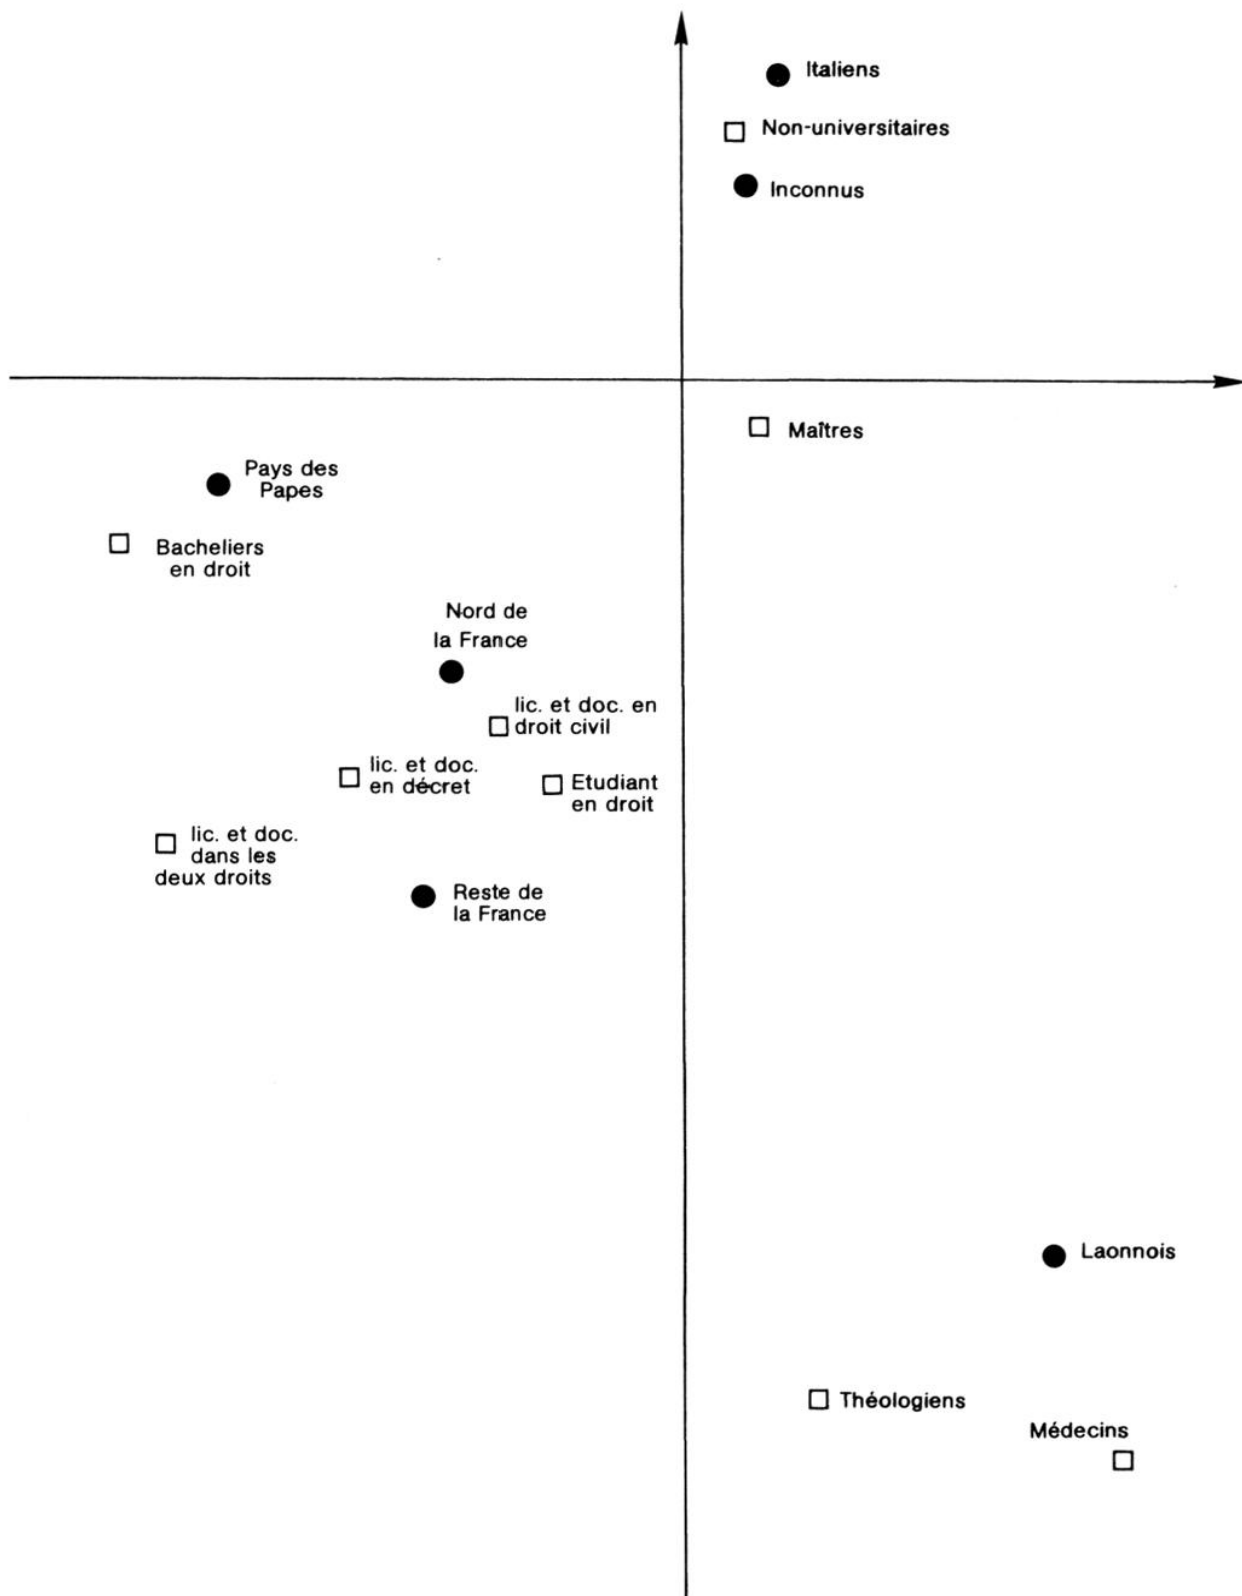 Italiens
Non-universitaires
Inconnus
Maîtres
Pays des
Papes
Bacheliers
en droit
Nord de
la France
lic. et doc. en
droit civil
lic. et doc.
en décret
Etudiant
en droit
lic. et doc.
dans les
deux droits
Reste de
la France
Laonnois
Théologiens
Médecins